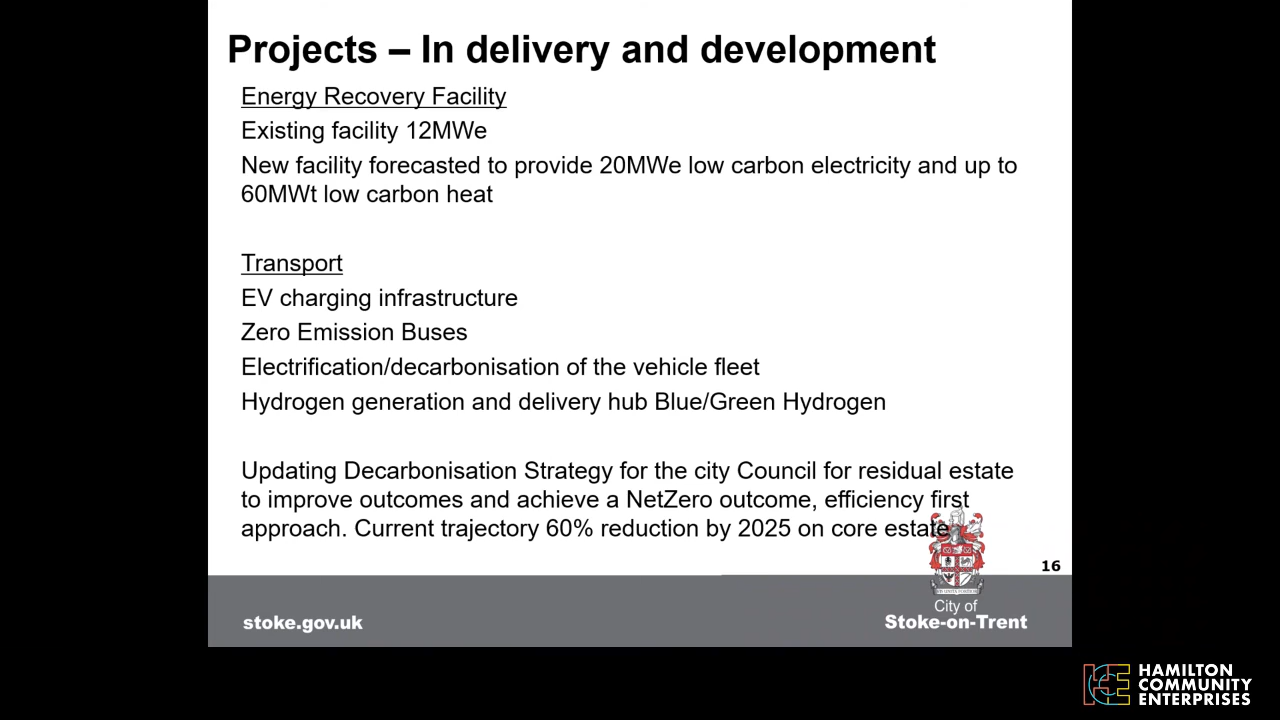 Projects – In delivery and development
Energy Recovery Facility
Existing facility 12MWe
New facility forecasted to provide 20MWe low carbon electricity and up to
60MWt low carbon heat
Transport
EV charging infrastructure
Zero Emission Buses
Electrification/decarbonisation of the vehicle fleet
Hydrogen generation and delivery hub Blue/Green Hydrogen
Updating Decarbonisation Strategy for the city Council for residual estate
to improve outcomes and achieve a NetZero outcome, efficiency first
approach. Current trajectory 60% reduction by 2025 on core estate
16
stoke.gov.uk
City of
Stoke-on-Trent
HCE
HAMILTON
COMMUNITY
ENTERPRISES